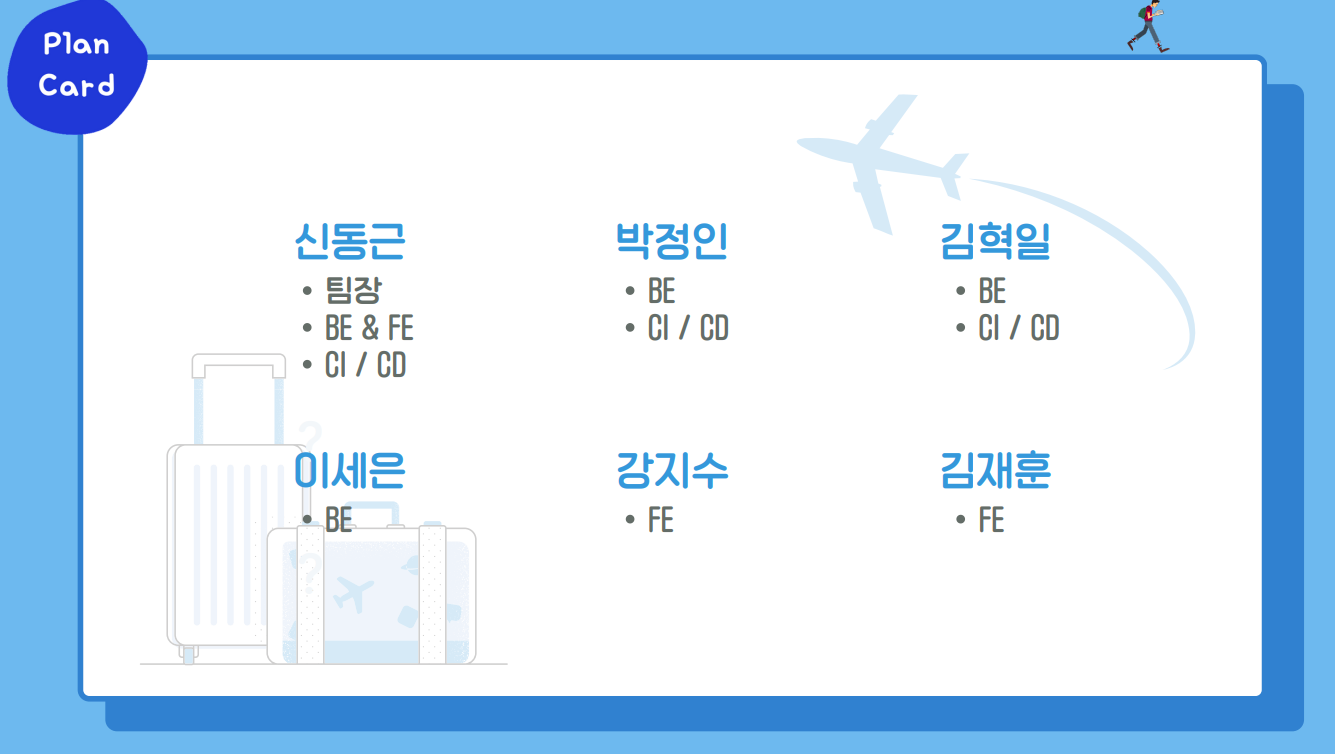 Plan
Card
신동근
• 팀장
• BE & FE
• CI / CD
박정인
• BE
• CI / CD
김혁일
• BE
• CI / CD
이세은
• BE
강지수
• FE
김재훈
• FE
?
?